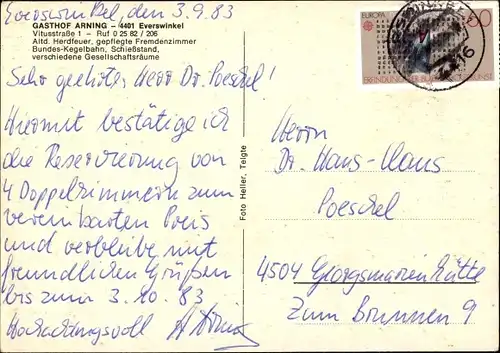 Everswinkel, den 3.9.83
GASTHOF ARNING – 4401 Everswinkel
Vitusstraße 1 – Ruf 0 25 82 / 206
Altd. Herdfeuer, gepflegte Fremdenzimmer
Bundes-Kegelbahn, Schießstand,
verschiedene Gesellschaftsräume
Sehr geehrter Herr Dr. Poeschel!
Hiermit bestätige ich
die Reservierung von
4 Doppelzimmern zum
vereinbarten Preis
und verbleibe mit
freundlichen Grüßen
bis zum 3.10.83
Hochachtungsvoll
Foto Heller, Telgte
EUROPA
60
Herrn
Dr. Hans-Klaus
Poeschel
4504 Georgsmarienhütte
Zum Brunnen 9